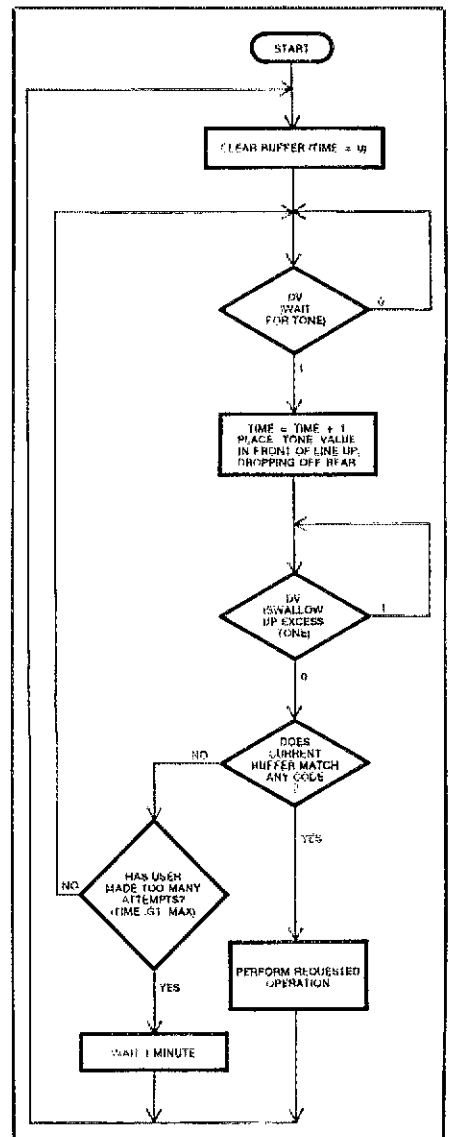 START
CLEAR BUFFER (TIME = 0)
DV
(WAIT
FOR TONE)
0
1
TIME = TIME + 1
PLACE TONE VALUE
IN FRONT OF LINE UP,
DROPPING OFF REAR
DV
(SWALLOW
UP EXCESS
TONE)
1
0
DOES
CURRENT
BUFFER MATCH
ANY CODE
?
NO
YES
HAS USER
MADE TOO MANY
ATTEMPTS?
(TIME .GT. MAX)
NO
YES
PERFORM REQUESTED
OPERATION
WAIT 1 MINUTE